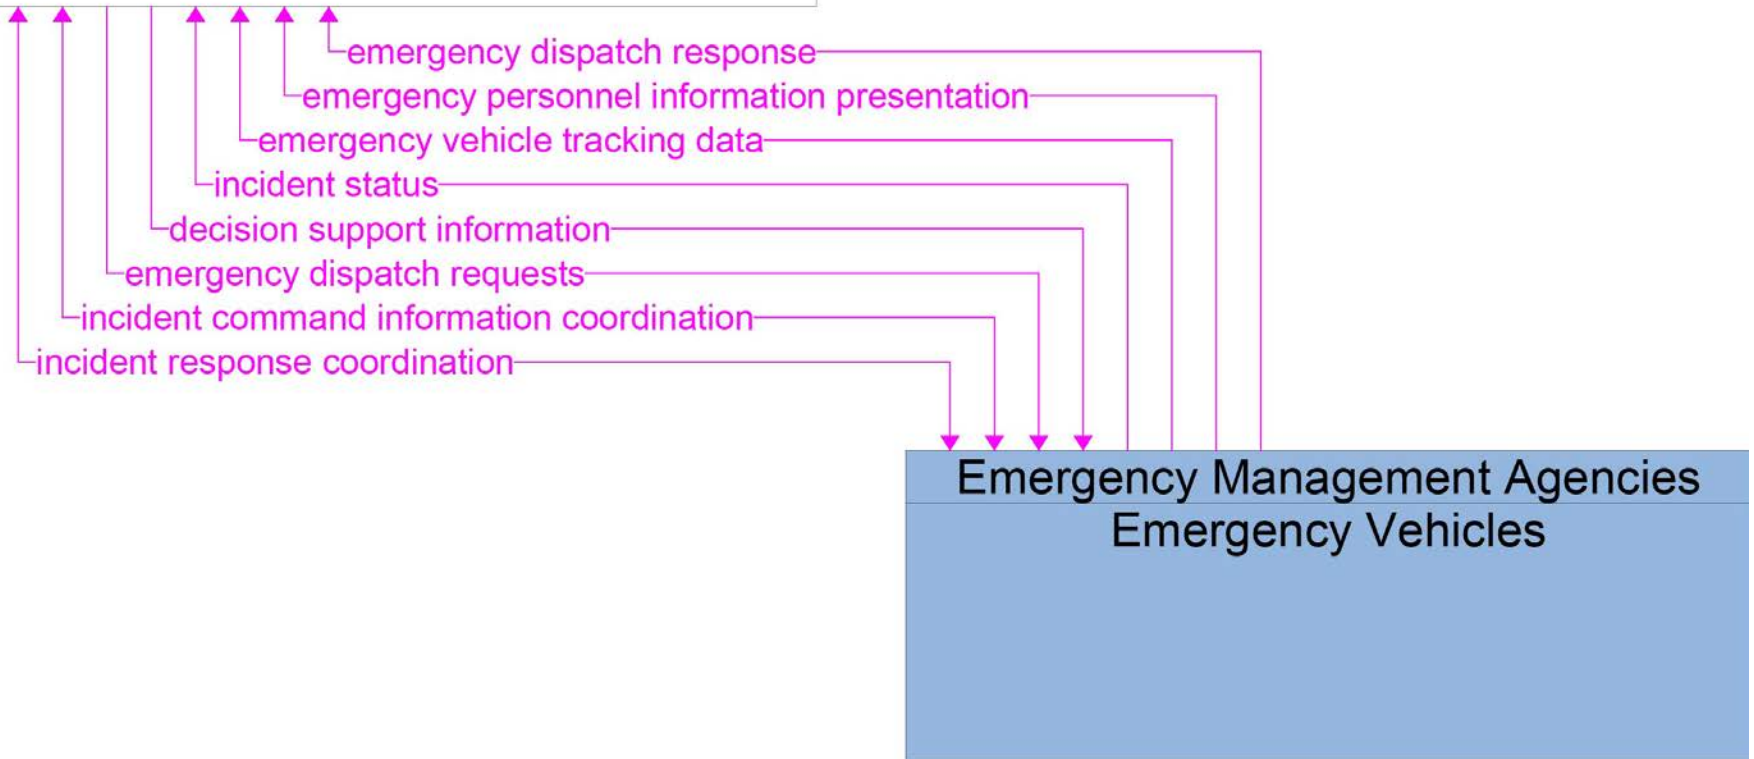 emergency dispatch response
emergency personnel information presentation
emergency vehicle tracking data
incident status
decision support information
emergency dispatch requests
incident command information coordination
incident response coordination
Emergency Management Agencies
Emergency Vehicles